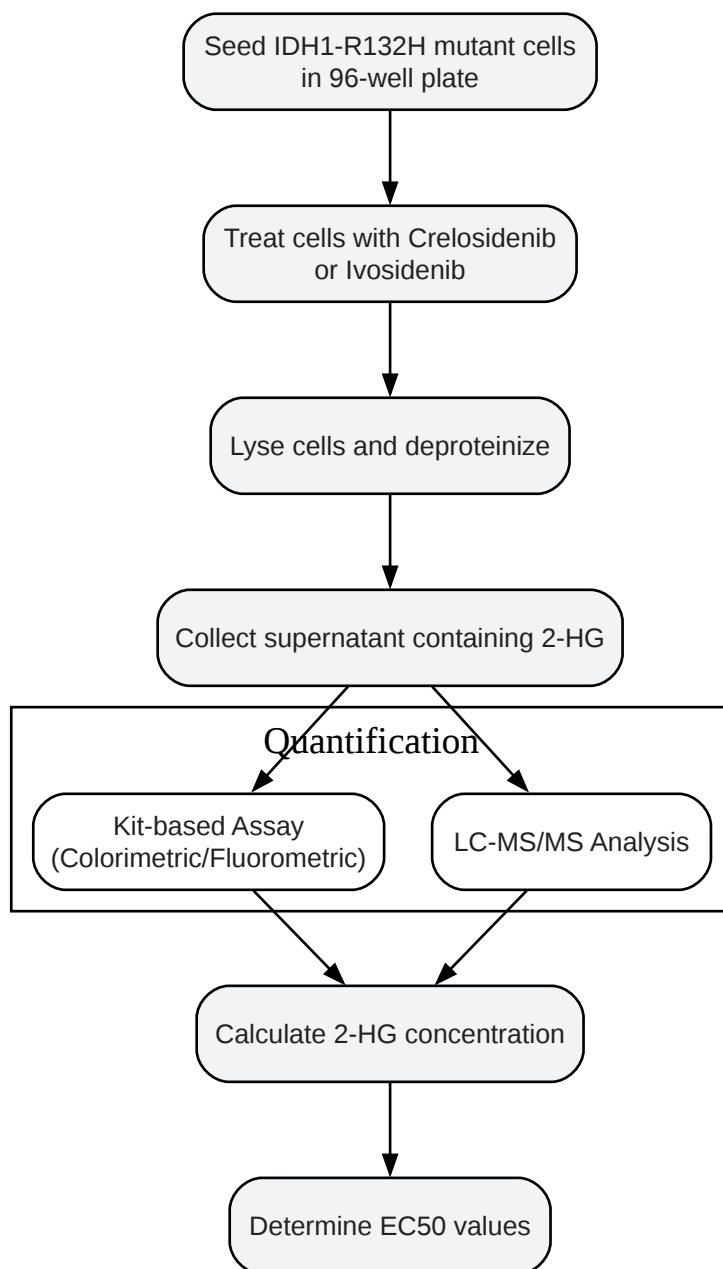 Seed IDH1-R132H mutant cells
in 96-well plate
Treat cells with Crelosidenib
or Ivosidenib
Lyse cells and deproteinize
Collect supernatant containing 2-HG
Quantification
Kit-based Assay
(Colorimetric/Fluorometric)
LC-MS/MS Analysis
Calculate 2-HG concentration
Determine EC50 values